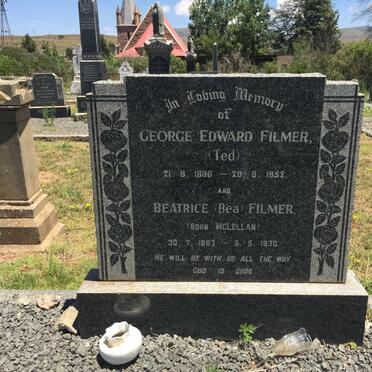 In Loving Memory
of
GEORGE EDWARD FILMER,
(Ted)
21. 8. 1886 - 20. 9. 1952.
AND
BEATRICE (Bea) FILMER,
(BORN MCLELLAN)
30. 7. 1887 - 5. 5. 1970.
HE WILL BE WITH US ALL THE WAY.
GOD IS GOOD.